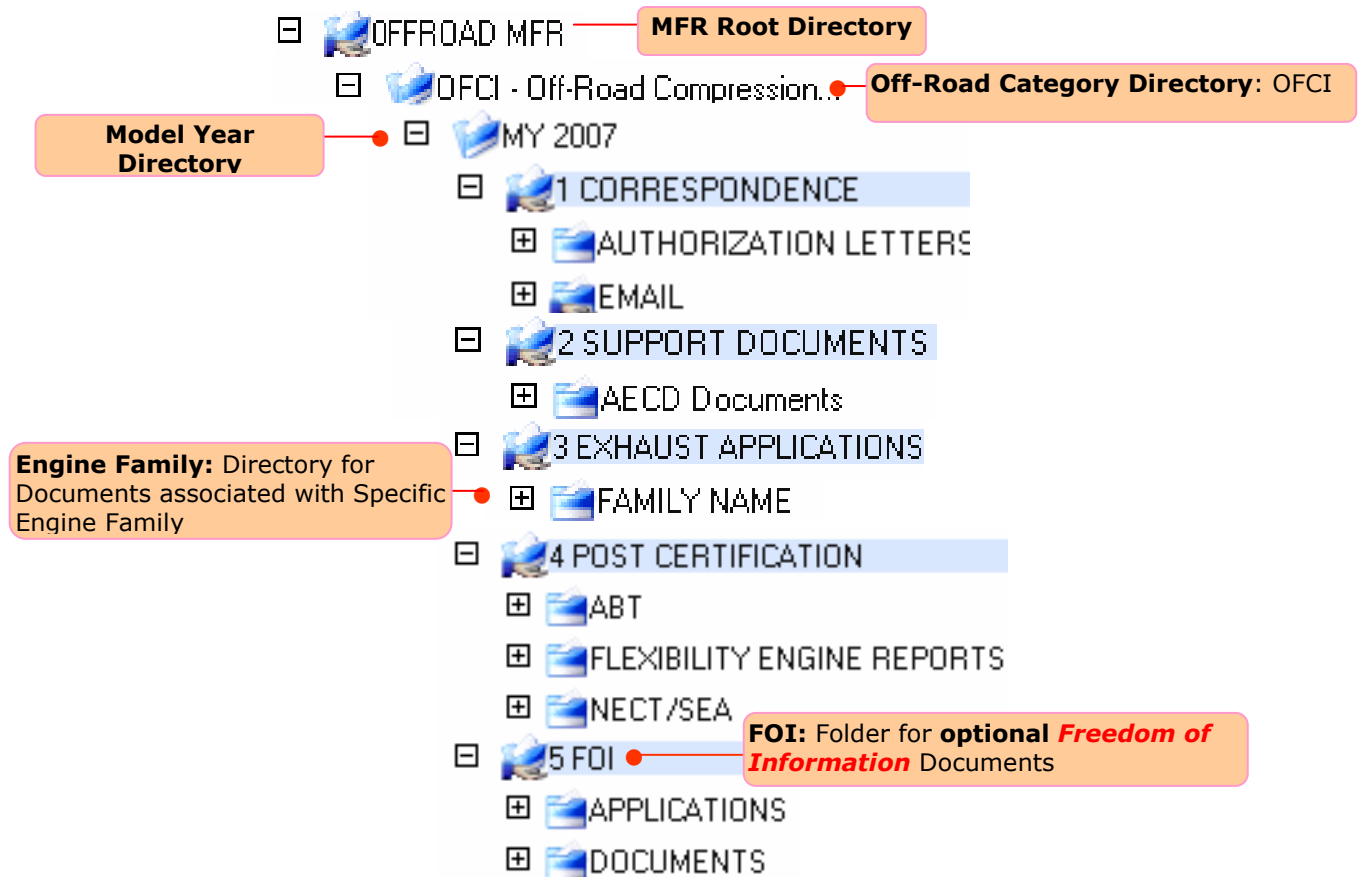 OFFROAD MFR
MFR Root Directory
OFCI - Off-Road Compression...
Off-Road Category Directory: OFCI
Model Year
Directory
MY 2007
1 CORRESPONDENCE
AUTHORIZATION LETTERS
EMAIL
2 SUPPORT DOCUMENTS
AECD Documents
3 EXHAUST APPLICATIONS
Engine Family: Directory for
Documents associated with Specific
Engine Family
FAMILY NAME
4 POST CERTIFICATION
ABT
FLEXIBILITY ENGINE REPORTS
NECT/SEA
FOI: Folder for optional Freedom of
Information Documents
5 FOI
APPLICATIONS
DOCUMENTS